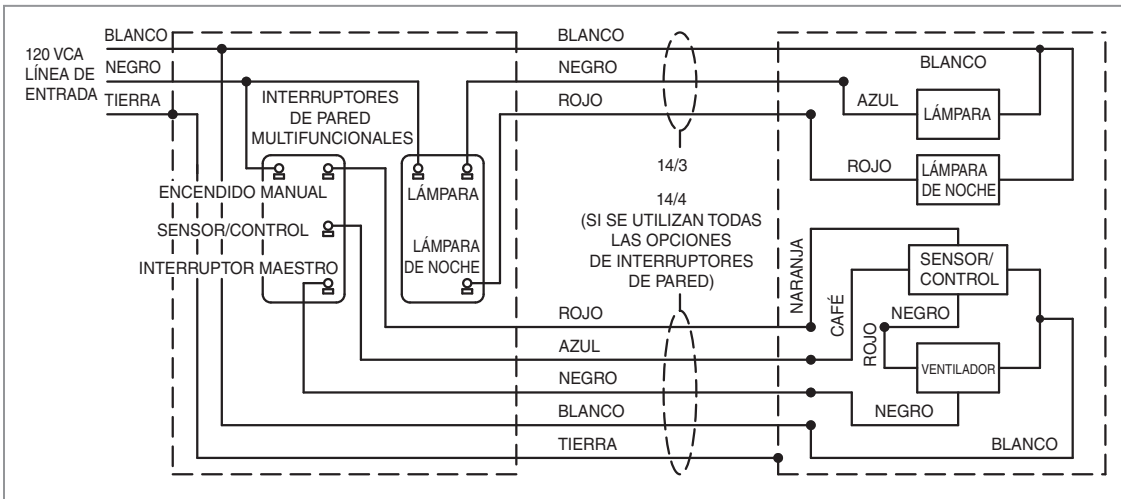 BLANCO
120 VCA
LÍNEA DE
ENTRADA
NEGRO
TIERRA
INTERRUPTORES
DE PARED
MULTIFUNCIONALES
ENCENDIDO MANUAL
SENSOR/CONTROL
INTERRUPTOR MAESTRO
LÁMPARA
LÁMPARA
DE NOCHE
BLANCO
NEGRO
ROJO
14/3
14/4
(SI SE UTILIZAN TODAS
LAS OPCIONES
DE INTERRUPTORES
DE PARED)
ROJO
AZUL
NEGRO
BLANCO
TIERRA
BLANCO
AZUL
LÁMPARA
ROJO
LÁMPARA
DE NOCHE
NARANJA
CAFÉ
SENSOR/
CONTROL
NEGRO
ROJO
VENTILADOR
NEGRO
BLANCO